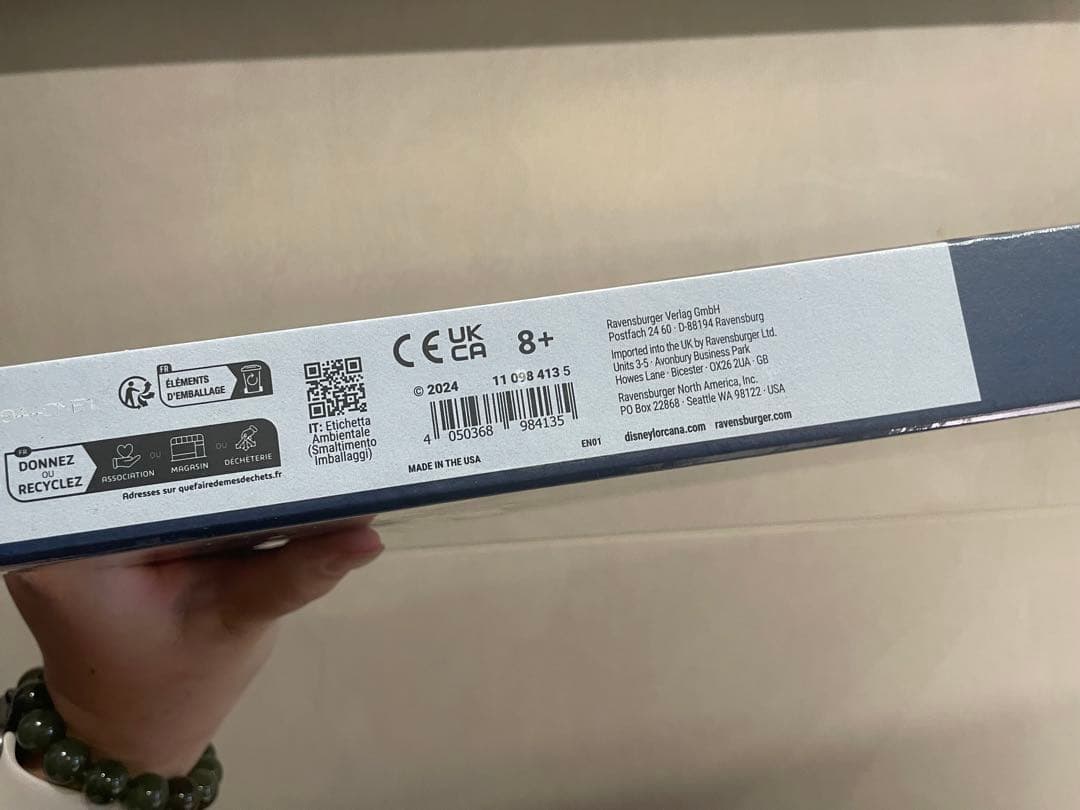 FR
ÉLÉMENTS
D'EMBALLAGE
FR
DONNEZ
OU
RECYCLEZ
ASSOCIATION
OU
MAGASIN
OU
DÉCHÈTERIE
Adresses sur quefairedemesdechets.fr
IT: Etichetta
Ambientale
(Smaltimento
Imballaggi)
CE UK
CA
8+
© 2024
11 098 413 5
4 050368 984135
MADE IN THE USA
EN01
Ravensburger Verlag GmbH
Postfach 24 60 · D-88194 Ravensburg
Imported into the UK by Ravensburger Ltd.
Units 3-5 · Avonbury Business Park
Howes Lane · Bicester · OX26 2UA · GB
Ravensburger North America, Inc.
PO Box 22868 · Seattle WA 98122 · USA
disneylorcana.com ravensburger.com